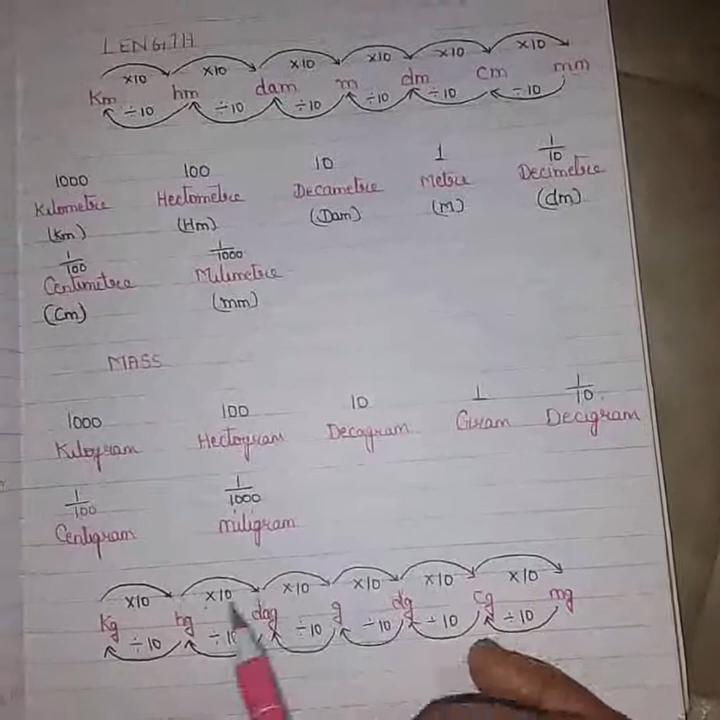 LENGTH
×10 ×10 ×10 ×10 ×10 ×10
Km hm dam m dm cm mm
÷10 ÷10 ÷10 ÷10 ÷10 ÷10
1000 100 10 1 1/10
Kilometre Hectometre Decametre Metre Decimetre
(Km) (Hm) (Dam) (M) (dm)
1/100 1/1000
Centimetre Milimetre
(Cm) (mm)
MASS
1000 100 10 1 1/10
Kilogram Hectogram Decagram Gram Decigram
1/100 1/1000
Centigram miligram
×10 ×10 ×10 ×10 ×10 ×10
Kg hg dag g dg cg mg
÷10 ÷10 ÷10 ÷10 ÷10 ÷10